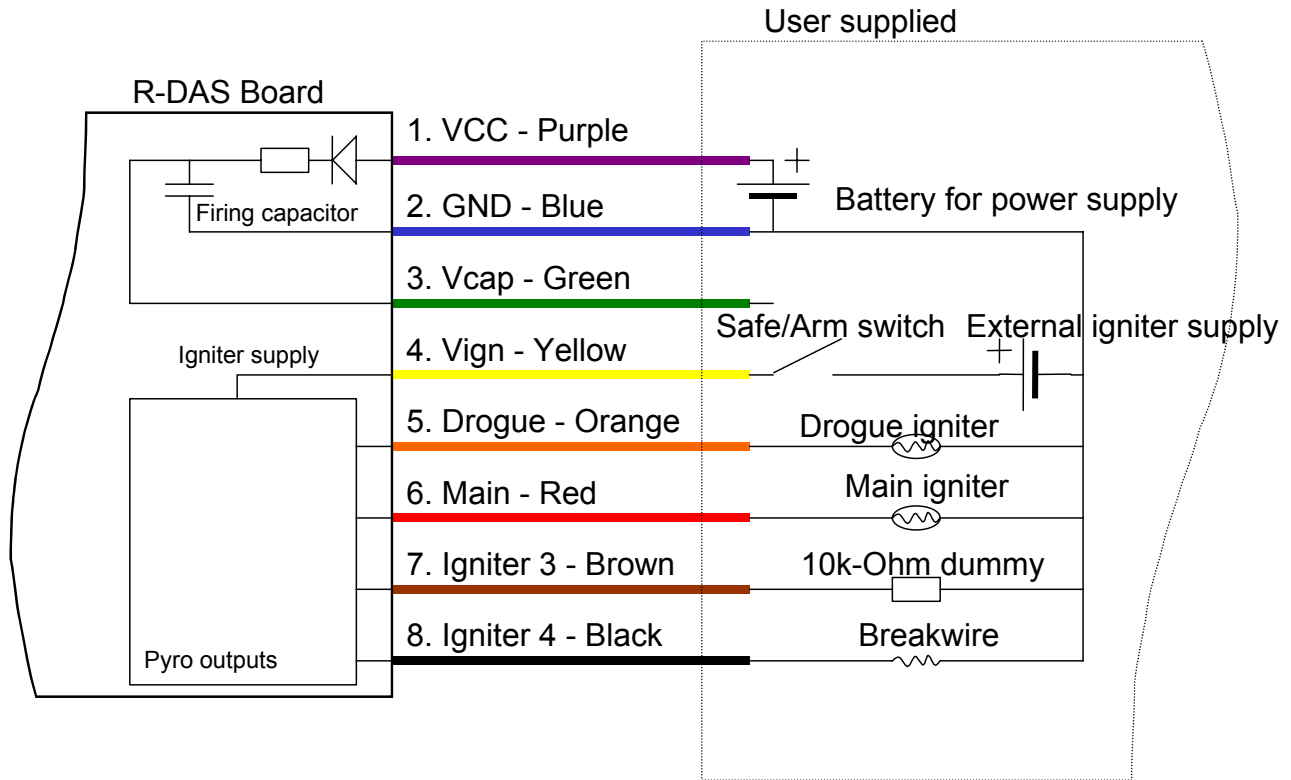 User supplied
R-DAS Board
1. VCC - Purple
+
Battery for power supply
Firing capacitor
2. GND - Blue
3. Vcap - Green
Safe/Arm switch
External igniter supply
+
Igniter supply
4. Vign - Yellow
5. Drogue - Orange
Drogue igniter
6. Main - Red
Main igniter
7. Igniter 3 - Brown
10k-Ohm dummy
8. Igniter 4 - Black
Breakwire
Pyro outputs